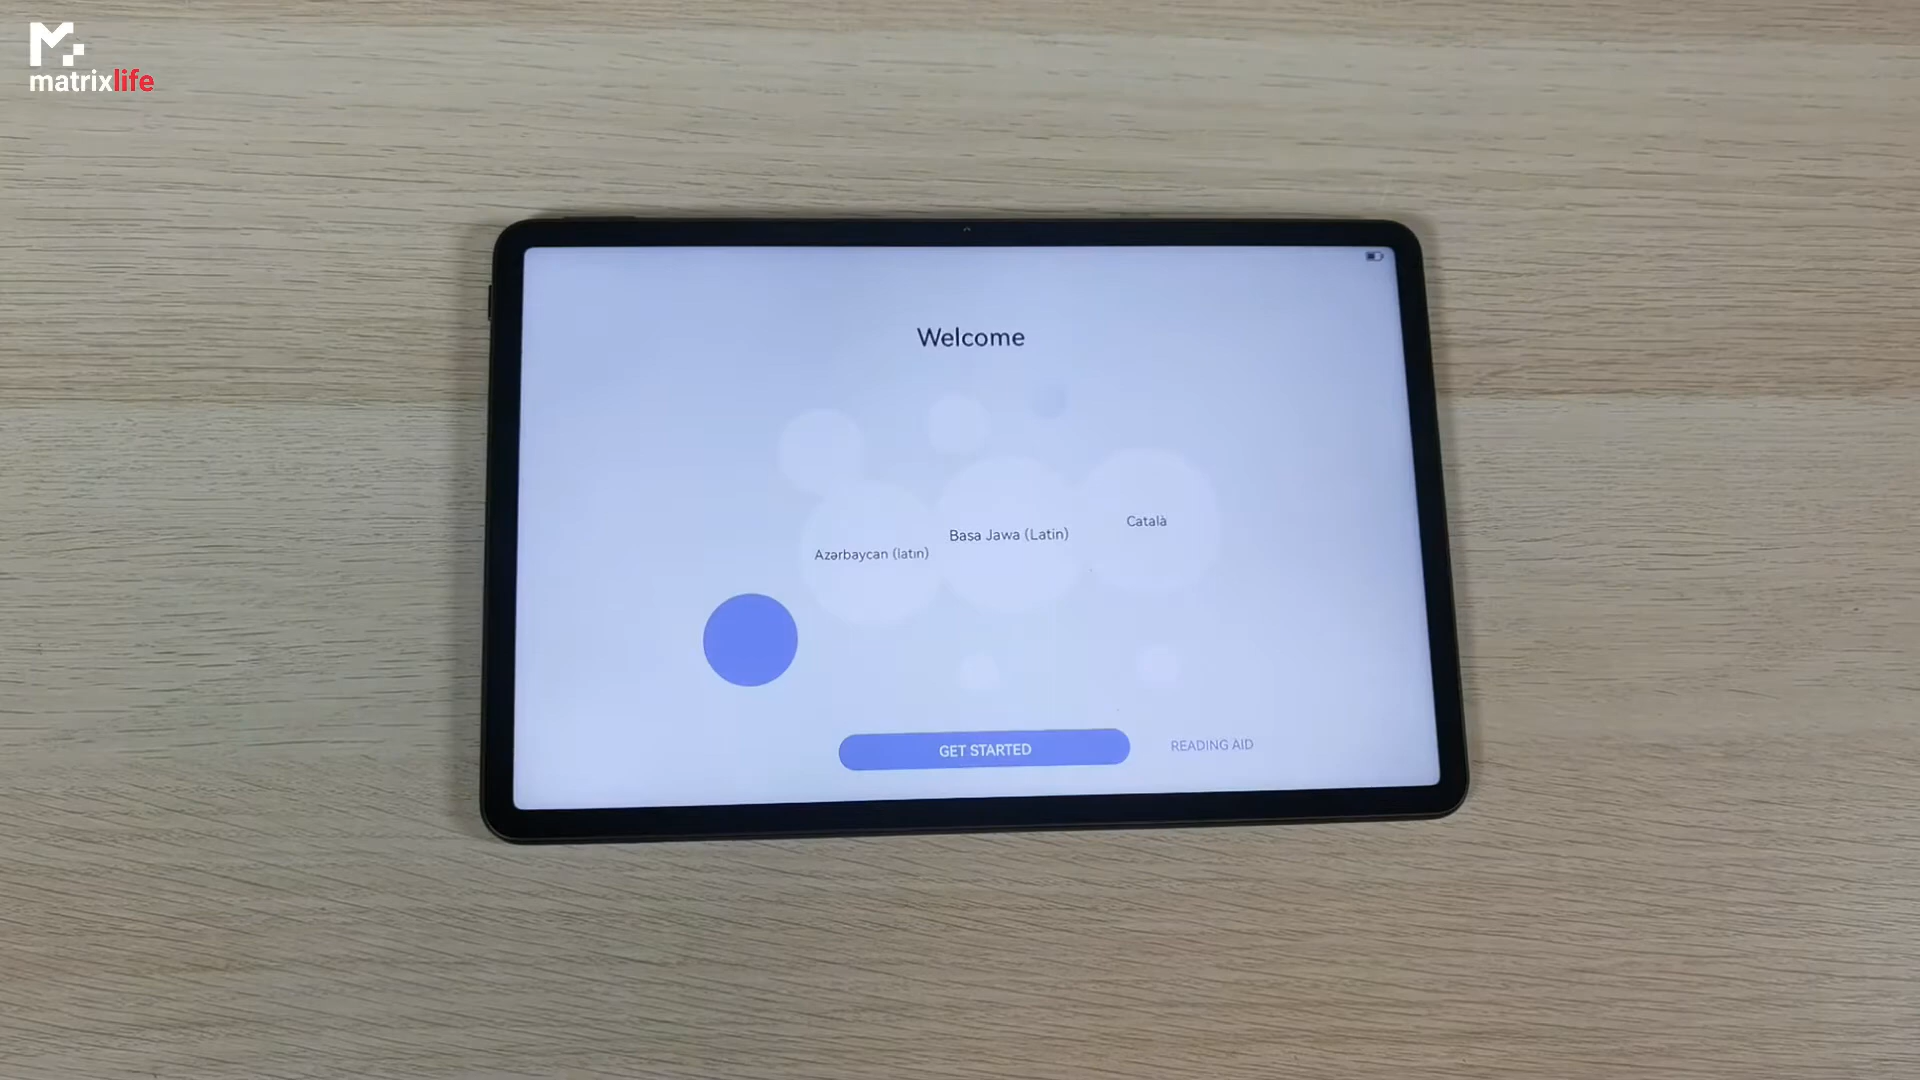 matrixlife
Welcome
Azərbaycan (latın)
Basa Jawa (Latin)
Català
GET STARTED
READING AID